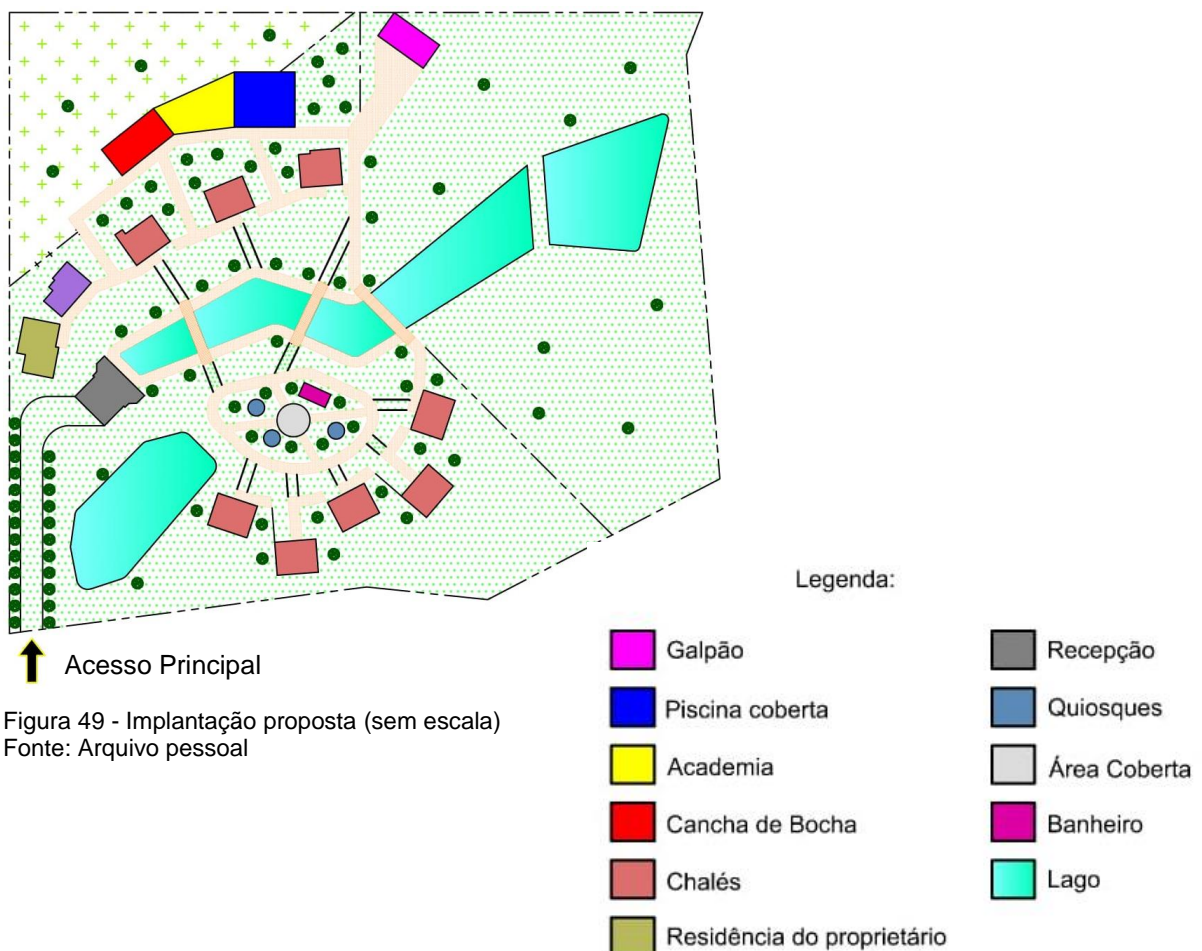 Acesso Principal
Figura 49 - Implantação proposta (sem escala)
Fonte: Arquivo pessoal
Legenda:
Galpão
Piscina coberta
Academia
Cancha de Bocha
Chalés
Residência do proprietário
Recepção
Quiosques
Área Coberta
Banheiro
Lago